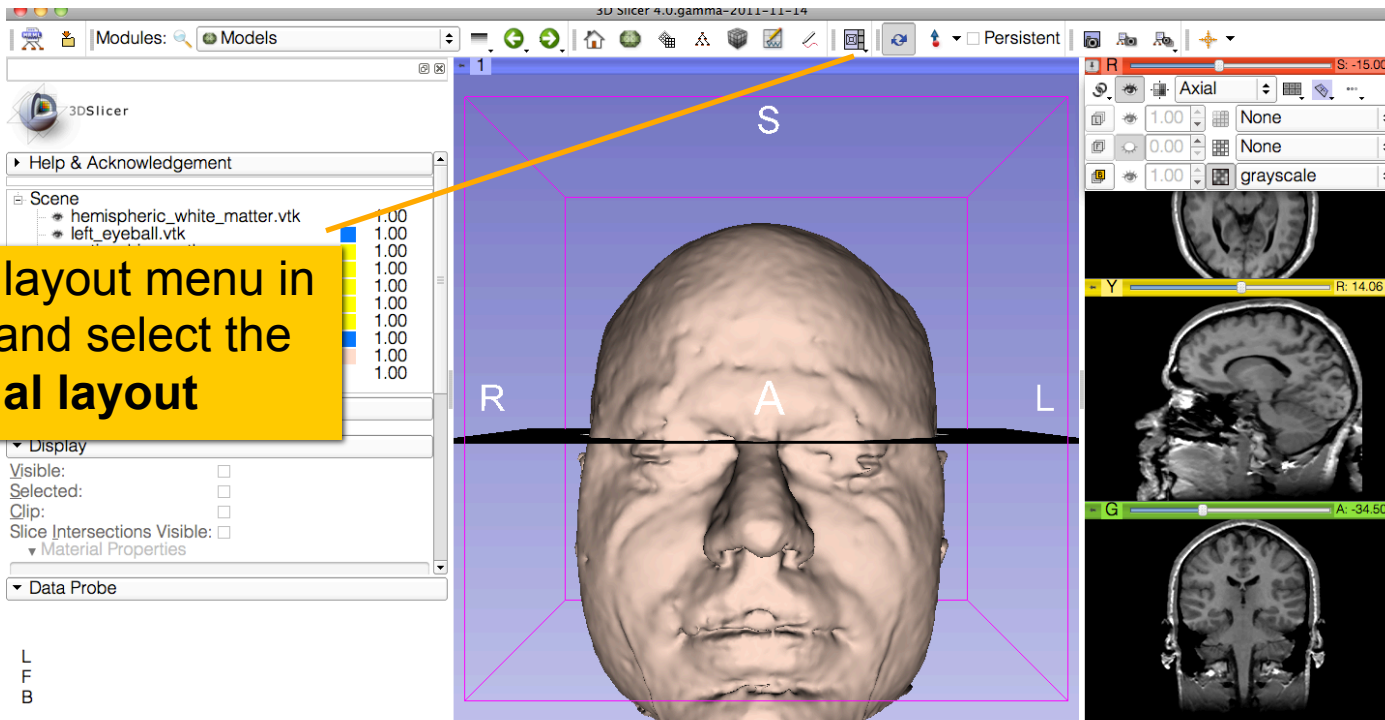 3D Slicer 4.0.gamma-2011-11-14
Modules: Models
Persistent
3DSlicer
Help & Acknowledgement
Scene
hemispheric_white_matter.vtk 1.00
left_eyeball.vtk 1.00
1.00
1.00
1.00
1.00
1.00
1.00
1.00
1.00
layout menu in
and select the
al layout
Display
Visible:
Selected:
Clip:
Slice Intersections Visible:
Material Properties
Data Probe
L
F
B
1
S
R
A
L
R S: -15.00
Axial
L 1.00 None
F 0.00 None
B 1.00 grayscale
Y R: 14.06
G A: -34.50